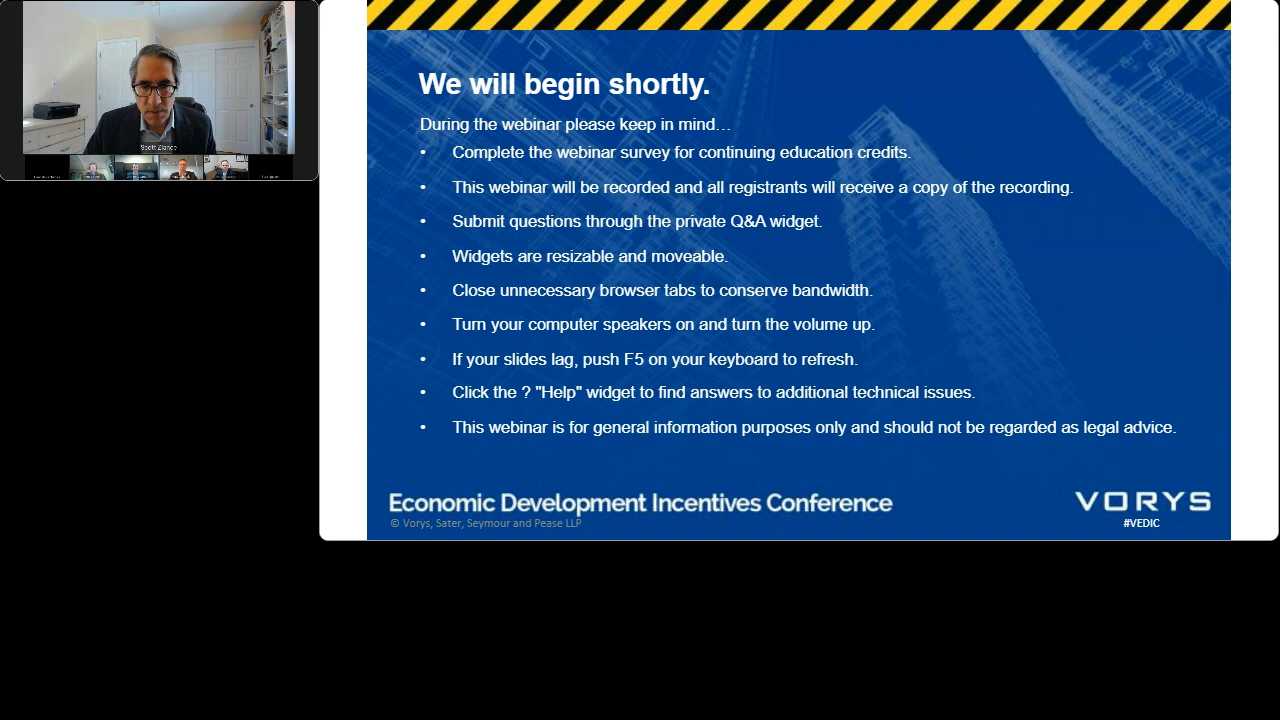 Scott Ziance
We will begin shortly.
During the webinar please keep in mind…
• Complete the webinar survey for continuing education credits.
• This webinar will be recorded and all registrants will receive a copy of the recording.
• Submit questions through the private Q&A widget.
• Widgets are resizable and moveable.
• Close unnecessary browser tabs to conserve bandwidth.
• Turn your computer speakers on and turn the volume up.
• If your slides lag, push F5 on your keyboard to refresh.
• Click the ? "Help" widget to find answers to additional technical issues.
• This webinar is for general information purposes only and should not be regarded as legal advice.
Economic Development Incentives Conference
© Vorys, Sater, Seymour and Pease LLP
VORYS
#VEDIC